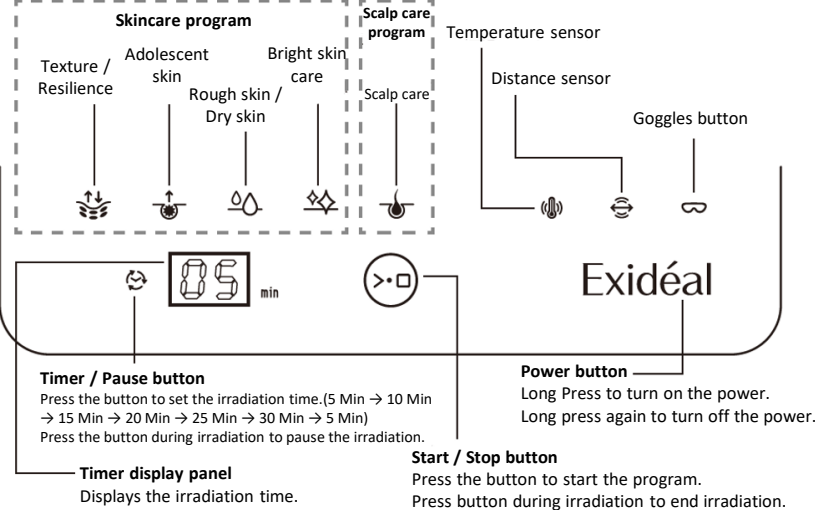 Skincare program
Scalp care
program
Temperature sensor
Texture /
Resilience
Adolescent
skin
Rough skin /
Dry skin
Bright skin
care
Scalp care
Distance sensor
Goggles button
05
min
Exidéal
Timer / Pause button
Press the button to set the irradiation time.(5 Min → 10 Min
→ 15 Min → 20 Min → 25 Min → 30 Min → 5 Min)
Press the button during irradiation to pause the irradiation.
Power button
Long Press to turn on the power.
Long press again to turn off the power.
Timer display panel
Displays the irradiation time.
Start / Stop button
Press the button to start the program.
Press button during irradiation to end irradiation.